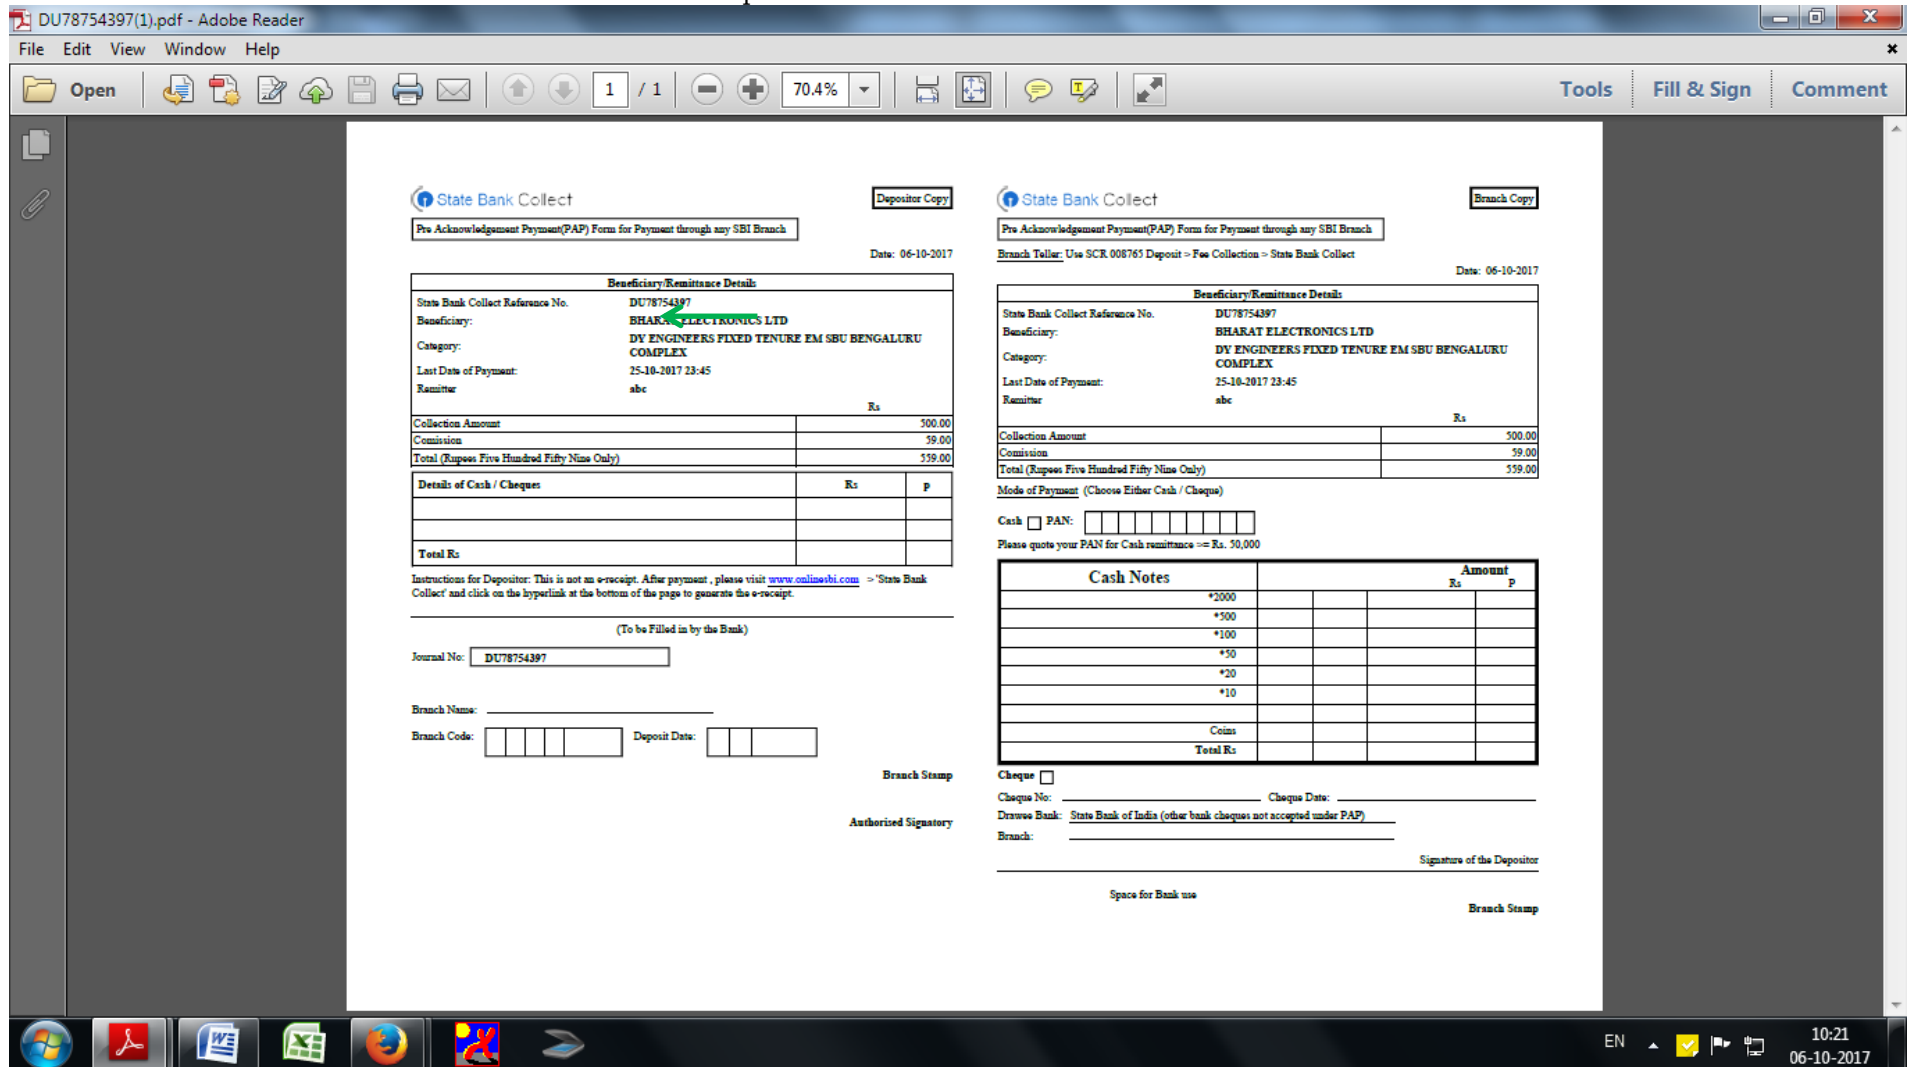 DU78754397(1).pdf - Adobe Reader
File Edit View Window Help
Open 1 / 1 70.4% Tools Fill & Sign Comment
State Bank Collect
Depositor Copy
Pre Acknowledgement Payment(PAP) Form for Payment through any SBI Branch
Date: 06-10-2017
Beneficiary/Remittance Details
State Bank Collect Reference No. DU78754397
Beneficiary: BHARAT ELECTRONICS LTD
Category: DY ENGINEERS FIXED TENURE EM SBU BENGALURU
COMPLEX
Last Date of Payment: 25-10-2017 23:45
Remitter abc
Rs
Collection Amount 500.00
Comission 59.00
Total (Rupees Five Hundred Fifty Nine Only) 559.00
Details of Cash / Cheques Rs P
Total Rs
Instructions for Depositor: This is not an e-receipt. After payment , please visit www.onlinesbi.com > 'State Bank
Collect' and click on the hyperlink at the bottom of the page to generate the e-receipt.
(To be Filled in by the Bank)
Journal No: DU78754397
Branch Name:
Branch Code: Deposit Date:
Branch Stamp
Authorised Signatory
State Bank Collect
Branch Copy
Pre Acknowledgement Payment(PAP) Form for Payment through any SBI Branch
Branch Teller: Use SCR 008765 Deposit > Fee Collection > State Bank Collect
Date: 06-10-2017
Beneficiary/Remittance Details
State Bank Collect Reference No. DU78754397
Beneficiary: BHARAT ELECTRONICS LTD
Category: DY ENGINEERS FIXED TENURE EM SBU BENGALURU
COMPLEX
Last Date of Payment: 25-10-2017 23:45
Remitter abc
Rs
Collection Amount 500.00
Comission 59.00
Total (Rupees Five Hundred Fifty Nine Only) 559.00
Mode of Payment (Choose Either Cash / Cheque)
Cash PAN:
Please quote your PAN for Cash remittance >= Rs. 50,000
Cash Notes Amount
Rs P
*2000
*500
*100
*50
*20
*10
Coins
Total Rs
Cheque
Cheque No: Cheque Date:
Drawee Bank: State Bank of India (other bank cheques not accepted under PAP)
Branch:
Signature of the Depositor
Space for Bank use
Branch Stamp
EN
10:21
06-10-2017